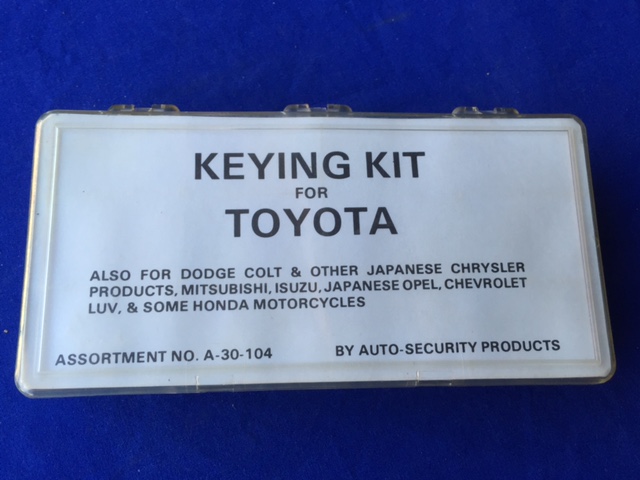 KEYING KIT
FOR
TOYOTA
ALSO FOR DODGE COLT & OTHER JAPANESE CHRYSLER
PRODUCTS, MITSUBISHI, ISUZU, JAPANESE OPEL, CHEVROLET
LUV, & SOME HONDA MOTORCYCLES
ASSORTMENT NO. A-30-104 BY AUTO-SECURITY PRODUCTS